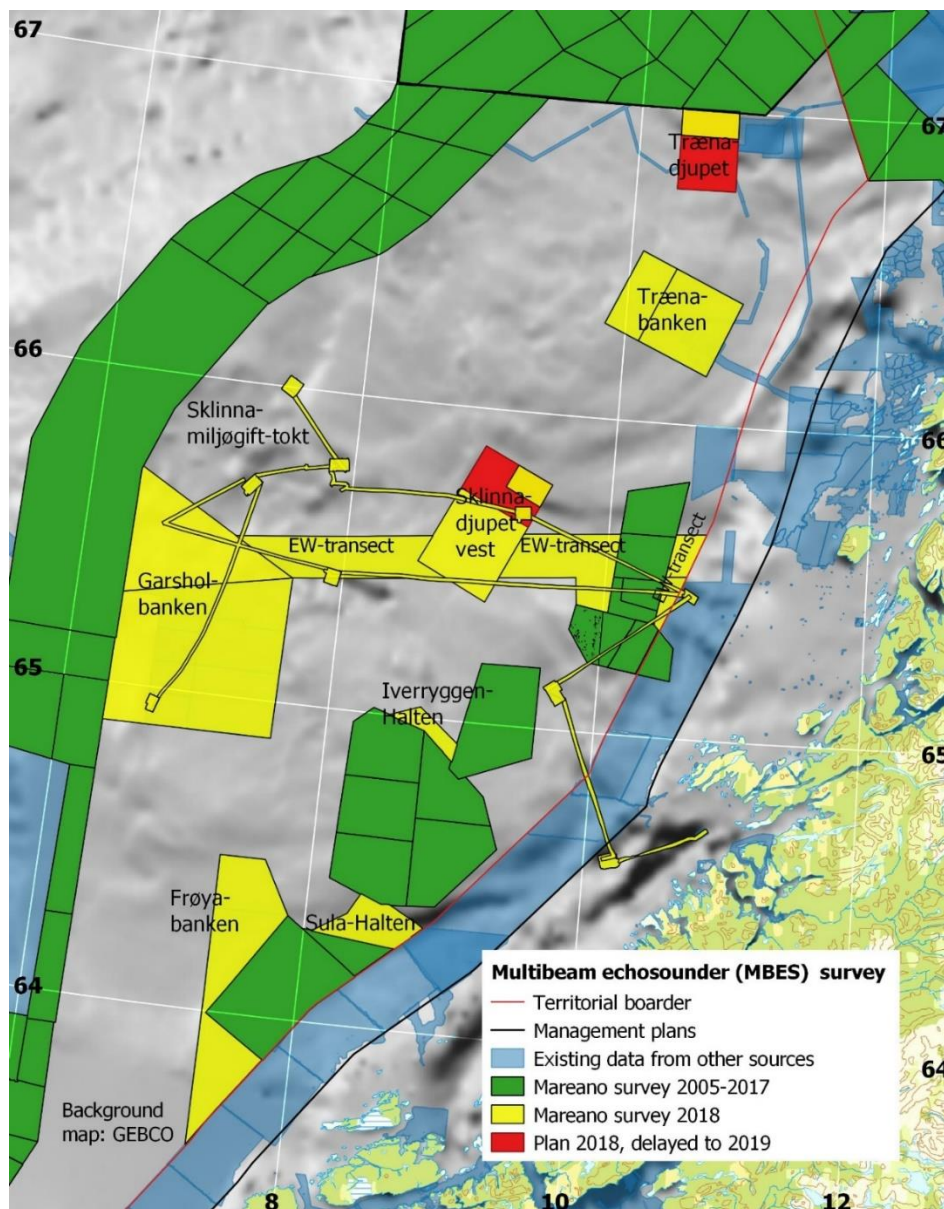 67
67
Træna-
djupet
Træna-
banken
66
66
Sklinna-
miljøgift-tokt
Sklinna-
djupet
vest
EW-transect
EW-transect
EW-transect
Garshol-
banken
65
65
Iverryggen-
Halten
Frøya-
banken
Sula-Halten
64
64
Multibeam echosounder (MBES) survey
Territorial boarder
Management plans
Existing data from other sources
Mareano survey 2005-2017
Mareano survey 2018
Plan 2018, delayed to 2019
Background
map: GEBCO
8
10
12